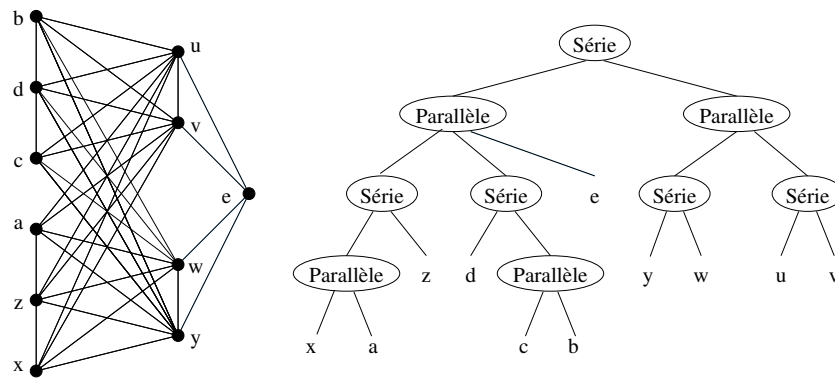 b
u
d
v
c
e
a
w
z
y
x
Série
Parallèle Parallèle
Série Série e Série Série
Parallèle z d Parallèle y w u v
x a c b